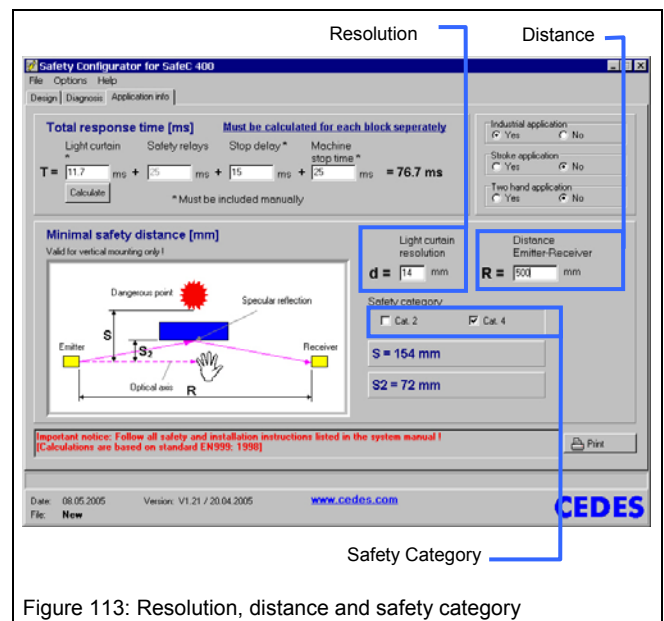 Resolution
Distance
Safety Configurator for SafeC 400
File Options Help
Design Diagnosis Application info
Total response time [ms] Must be calculated for each block seperately
Light curtain * Safety relays Stop delay * Machine stop time *
T = 11.7 ms + 25 ms + 15 ms + 25 ms = 76.7 ms
Calculate
* Must be included manually
Industrial application
Yes No
Stroke application
Yes No
Two hand application
Yes No
Minimal safety distance [mm]
Valid for vertical mounting only !
Dangerous point
Specular reflection
S
S2
Emitter
Receiver
Optical axis
R
Light curtain
resolution
d = 14 mm
Distance
Emitter-Receiver
R = 500 mm
Safety category
Cat. 2 Cat. 4
S = 154 mm
S2 = 72 mm
Important notice: Follow all safety and installation instructions listed in the system manual !
[Calculations are based on standard EN999: 1998]
Print
Date: 08.05.2005 Version: V1.21 / 20.04.2005 www.cedes.com
File: New
CEDES
Safety Category
Figure 113: Resolution, distance and safety category